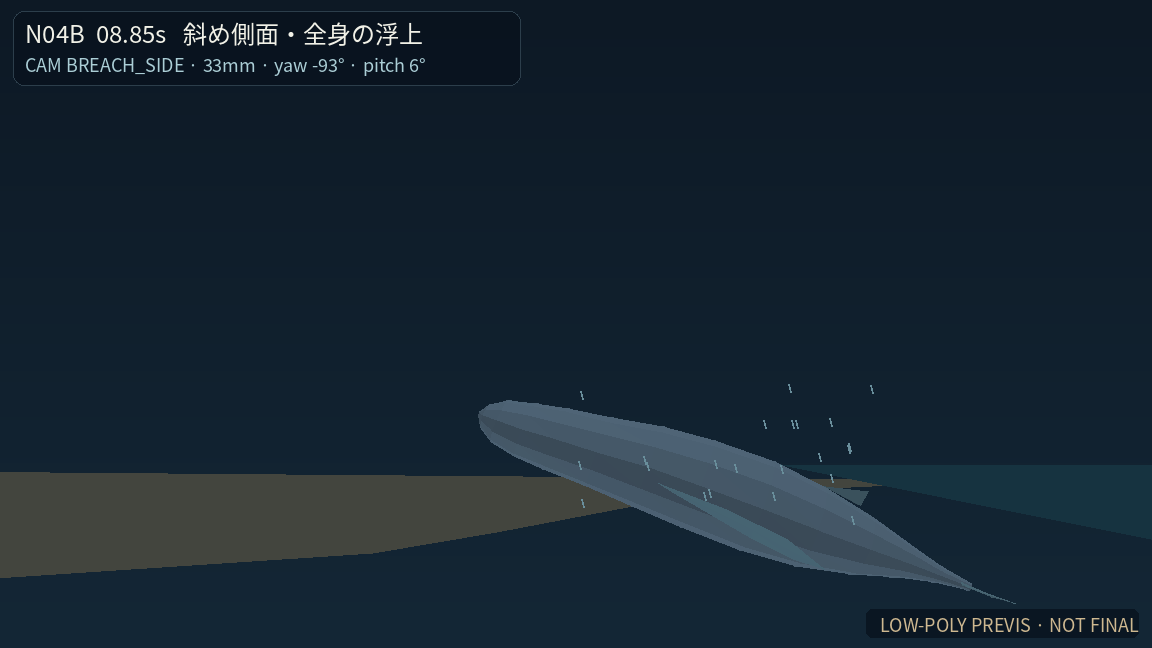 N04B 08.85s 斜め側面・全身の浮上
CAM BREACH_SIDE · 33mm · yaw -93° · pitch 6°
LOW-POLY PREVIS · NOT FINAL